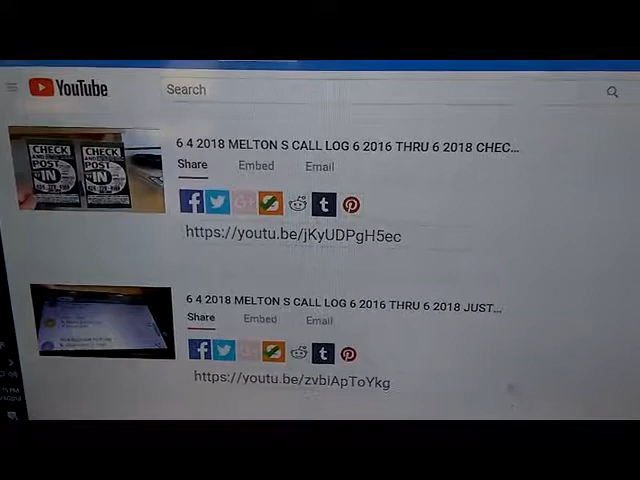 YouTube
Search
6 4 2018 MELTON S CALL LOG 6 2016 THRU 6 2018 CHEC...
Share Embed Email
https://youtu.be/jKyUDPgH5ec
CHECK CHECK
POST POST
IN IN
6 4 2018 MELTON S CALL LOG 6 2016 THRU 6 2018 JUST...
Share Embed Email
https://youtu.be/zvbiApToYkg